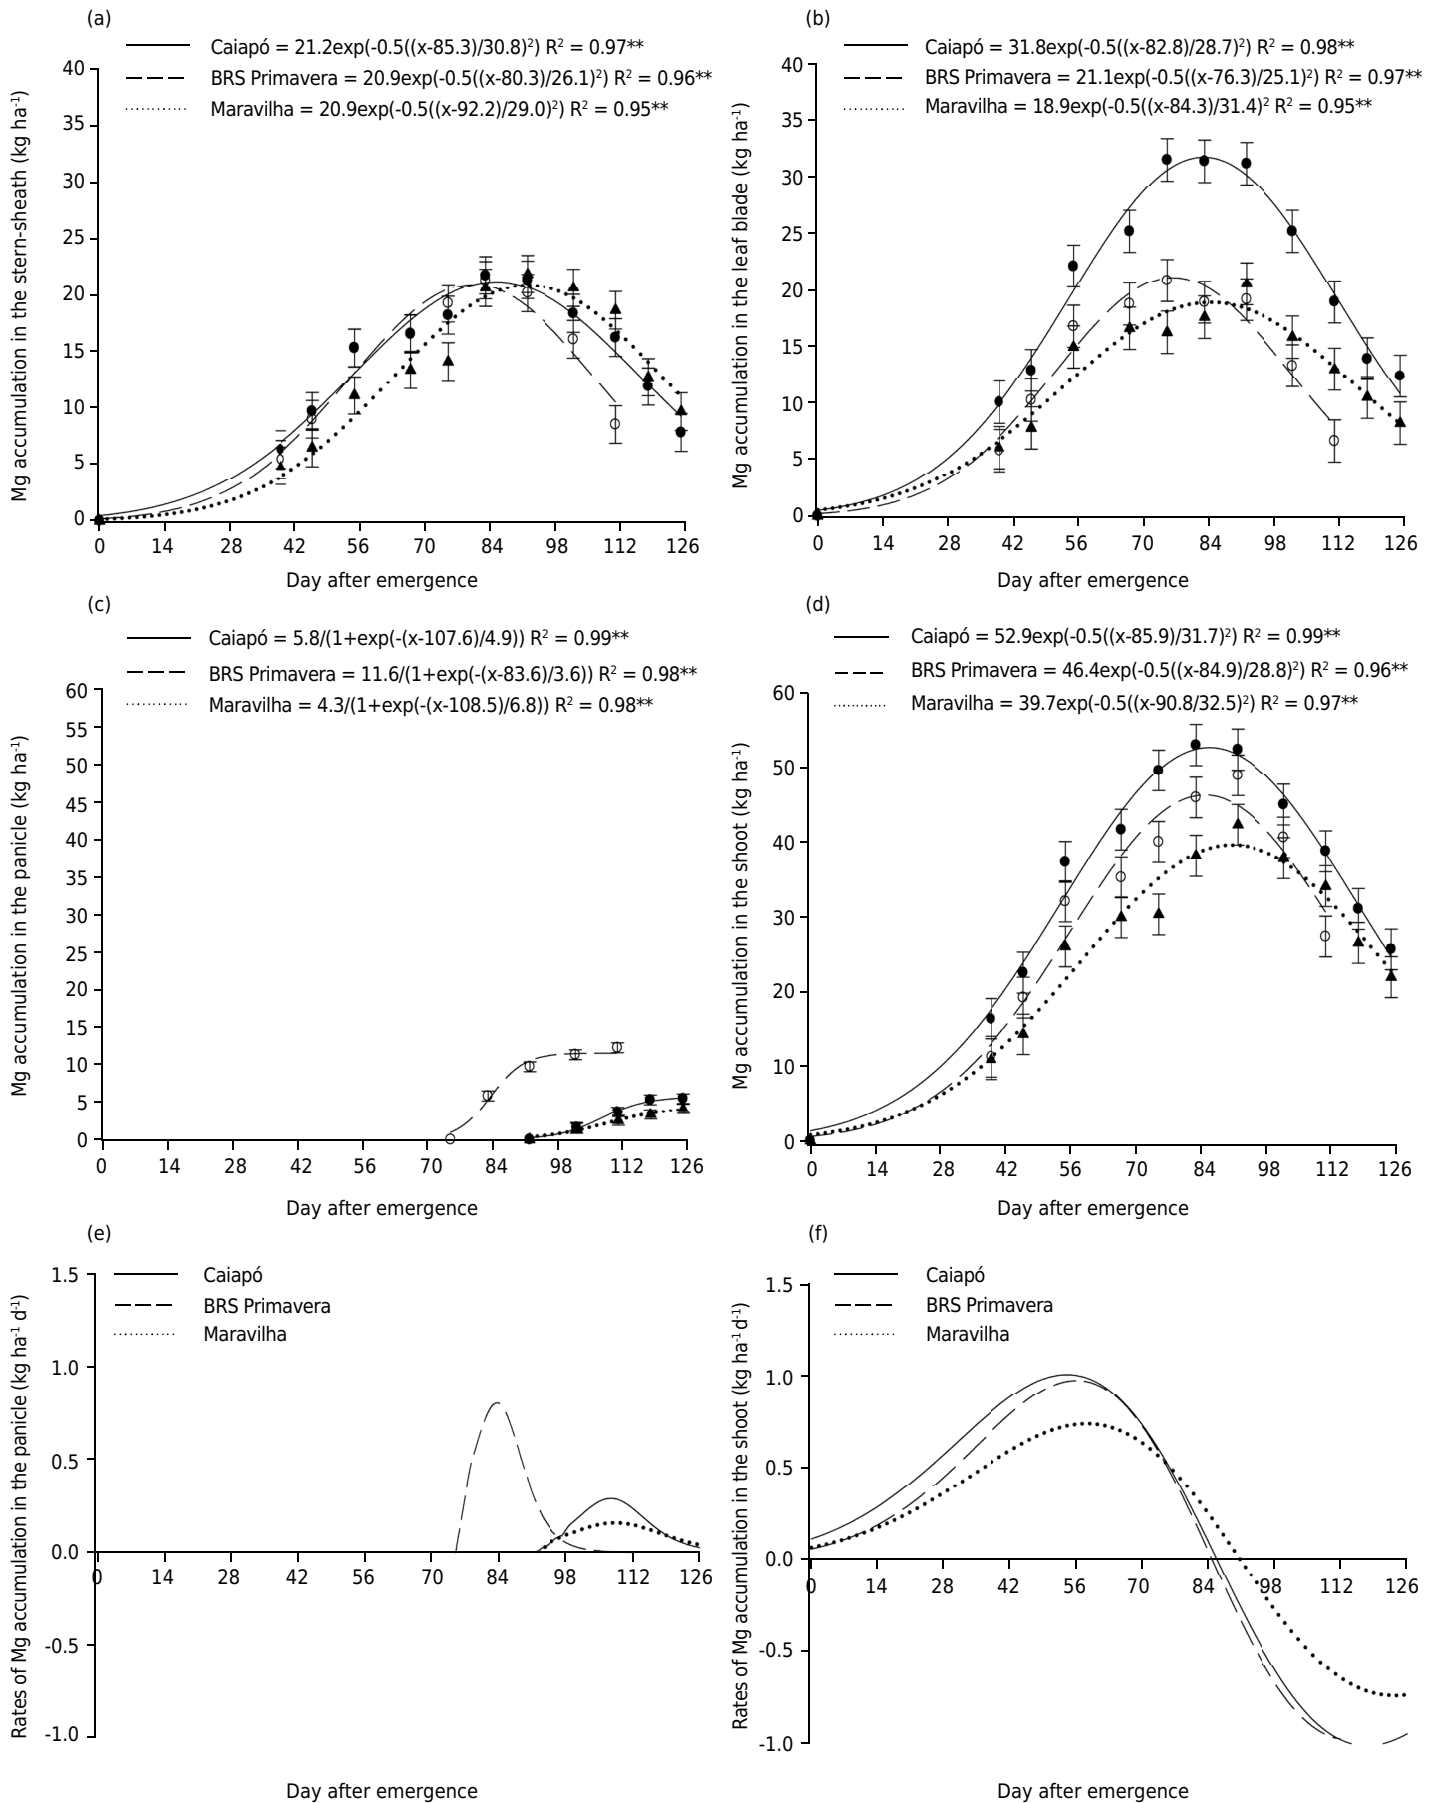 (a)
Caiapó = 21.2exp(-0.5((x-85.3)/30.8)²) R² = 0.97**
BRS Primavera = 20.9exp(-0.5((x-80.3)/26.1)²) R² = 0.96**
Maravilha = 20.9exp(-0.5((x-92.2)/29.0)²) R² = 0.95**
Mg accumulation in the stern-sheath (kg ha⁻¹)
40
35
30
25
20
15
10
5
0
0 14 28 42 56 70 84 98 112 126
Day after emergence
(b)
Caiapó = 31.8exp(-0.5((x-82.8)/28.7)²) R² = 0.98**
BRS Primavera = 21.1exp(-0.5((x-76.3)/25.1)²) R² = 0.97**
Maravilha = 18.9exp(-0.5((x-84.3)/31.4)² R² = 0.95**
Mg accumulation in the leaf blade (kg ha⁻¹)
40
35
30
25
20
15
10
5
0
0 14 28 42 56 70 84 98 112 126
Day after emergence
(c)
Caiapó = 5.8/(1+exp(-(x-107.6)/4.9)) R² = 0.99**
BRS Primavera = 11.6/(1+exp(-(x-83.6)/3.6)) R² = 0.98**
Maravilha = 4.3/(1+exp(-(x-108.5)/6.8)) R² = 0.98**
Mg accumulation in the panicle (kg ha⁻¹)
60
55
50
45
40
35
30
25
20
15
10
5
0
0 14 28 42 56 70 84 98 112 126
Day after emergence
(d)
Caiapó = 52.9exp(-0.5((x-85.9)/31.7)²) R² = 0.99**
BRS Primavera = 46.4exp(-0.5((x-84.9)/28.8)²) R² = 0.96**
Maravilha = 39.7exp(-0.5((x-90.8/32.5)²) R² = 0.97**
Mg accumulation in the shoot (kg ha⁻¹)
60
50
40
30
20
10
0
0 14 28 42 56 70 84 98 112 126
Day after emergence
(e)
Caiapó
BRS Primavera
Maravilha
Rates of Mg accumulation in the panicle (kg ha⁻¹ d⁻¹)
1.5
1.0
0.5
0.0
-0.5
-1.0
0 14 28 42 56 70 84 98 112 126
Day after emergence
(f)
Caiapó
BRS Primavera
Maravilha
Rates of Mg accumulation in the shoot (kg ha⁻¹ d⁻¹)
1.5
1.0
0.5
0.0
-0.5
-1.0
0 14 28 42 56 70 84 98 112 126
Day after emergence